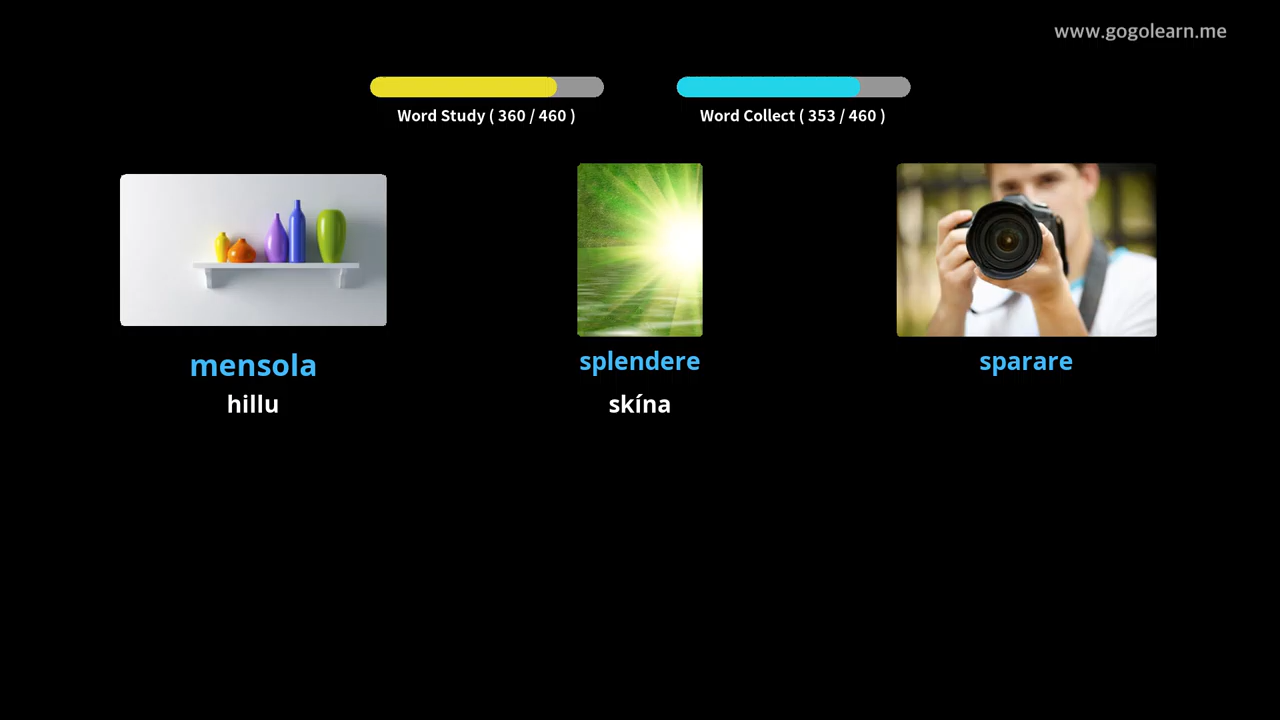 www.gogolearn.me
Word Study ( 360 / 460 )
Word Collect ( 353 / 460 )
mensola
splendere
sparare
hillu
skína